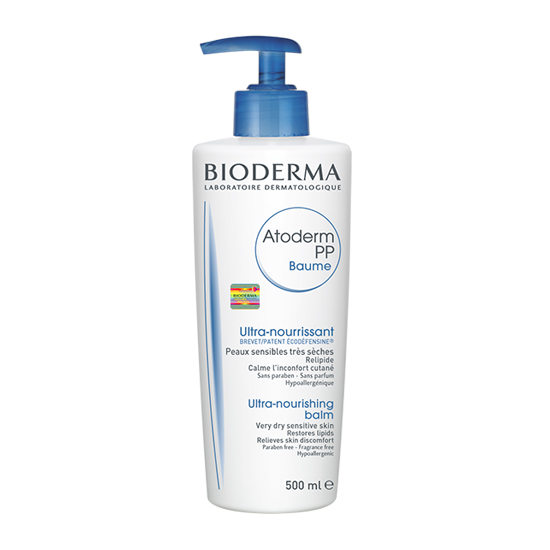 BIODERMA
LABORATOIRE DERMATOLOGIQUE
Atoderm
PP
Baume
BIODERMA
Ultra-nourrissant
BREVET/PATENT ÉCODÉFENSINE®
Peaux sensibles très sèches
Relipide
Calme l'inconfort cutané
Sans paraben - Sans parfum
Hypoallergénique
Ultra-nourishing
balm
Very dry sensitive skin
Restores lipids
Relieves skin discomfort
Paraben free - Fragrance free
Hypoallergenic
500 ml e